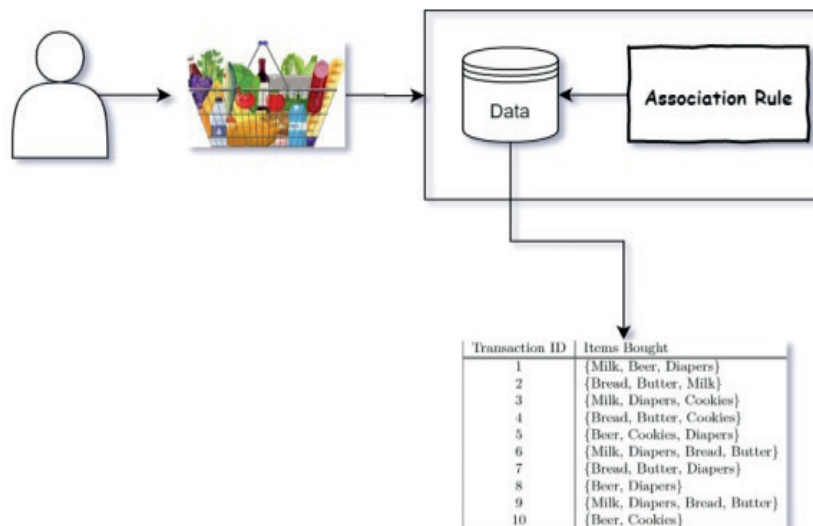 Data
Association Rule
Transaction ID Items Bought
1 {Milk, Beer, Diapers}
2 {Bread, Butter, Milk}
3 {Milk, Diapers, Cookies}
4 {Bread, Butter, Cookies}
5 {Beer, Cookies, Diapers}
6 {Milk, Diapers, Bread, Butter}
7 {Bread, Butter, Diapers}
8 {Beer, Diapers}
9 {Milk, Diapers, Bread, Butter}
10 {Beer, Cookies}